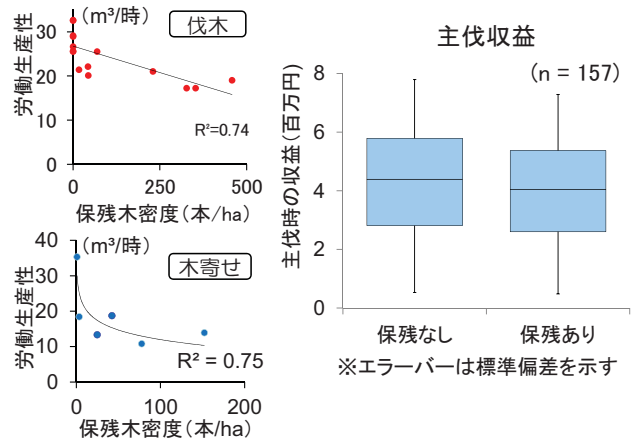 (m³/時)
伐木
労働生産性
30
20
10
0
R²=0.74
0
250
500
保残木密度（本/ha)
(m³/時)
木寄せ
労働生産性
40
30
20
10
0
R² = 0.75
0
100
200
保残木密度（本/ha)
主伐収益
(n = 157)
主伐時の収益（百万円）
8
6
4
2
0
保残なし
保残あり
※エラーバーは標準偏差を示す